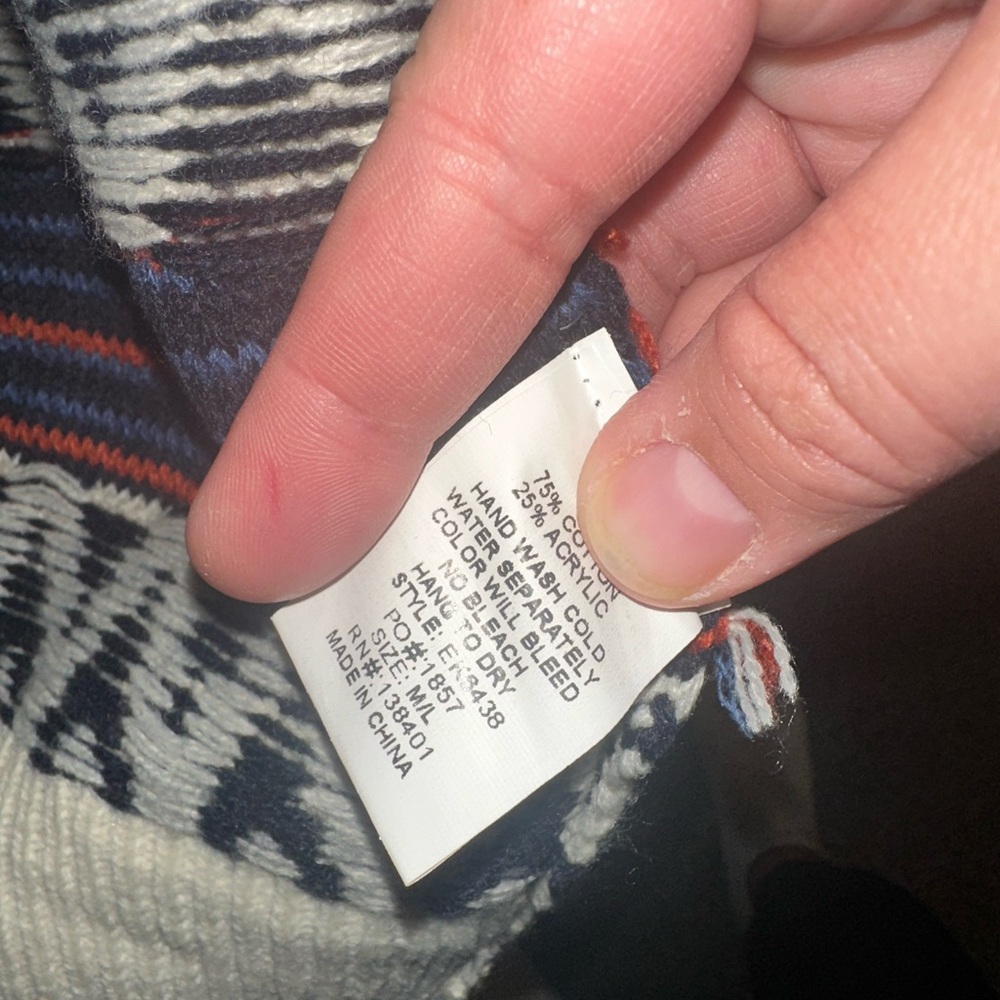 75% COTTON
25% ACRYLIC
HAND WASH COLD
WATER SEPARATELY
COLOR WILL BLEED
NO BLEACH
HANG TO DRY
STYLE: EK8438
PO#:1857
SIZE: M/L
RN#:138401
MADE IN CHINA